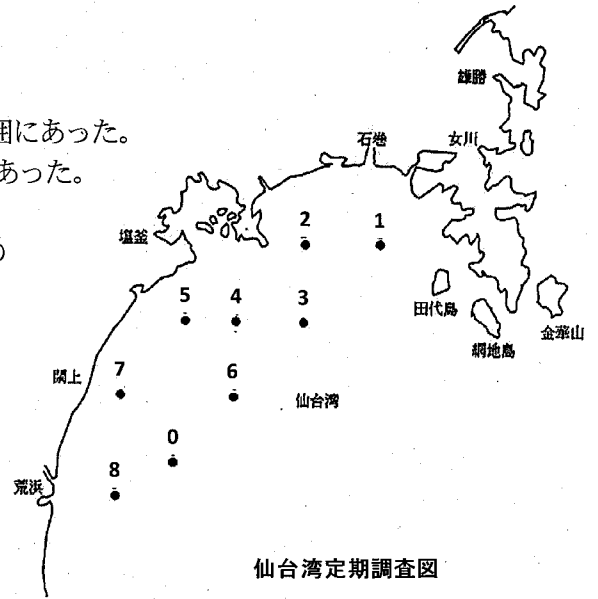 雄勝
囲にあった。
石巻
女川
あった。
2
1
塩釜
5
4
3
田代島
金華山
網地島
7
閖上
6
仙台湾
0
8
荒浜
仙台湾定期調査図